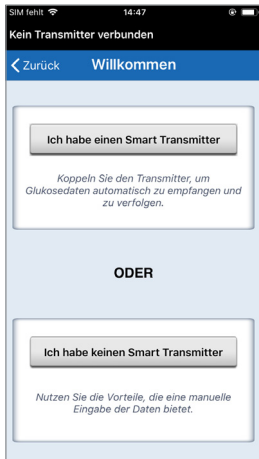 SIM fehlt 14:47
Kein Transmitter verbunden
Zurück Willkommen
Ich habe einen Smart Transmitter
Koppeln Sie den Transmitter, um
Glukosedaten automatisch zu empfangen und
zu verfolgen.
ODER
Ich habe keinen Smart Transmitter
Nutzen Sie die Vorteile, die eine manuelle
Eingabe der Daten bietet.